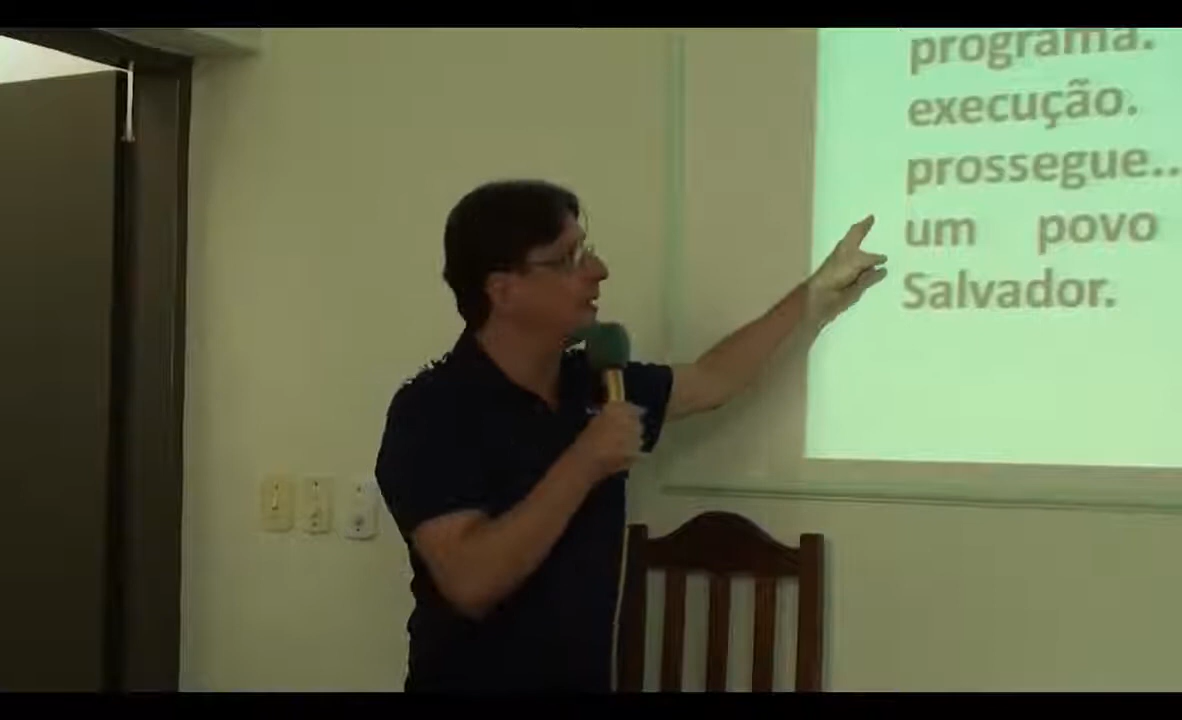 programa.
execução.
prossegue..
um povo
Salvador.